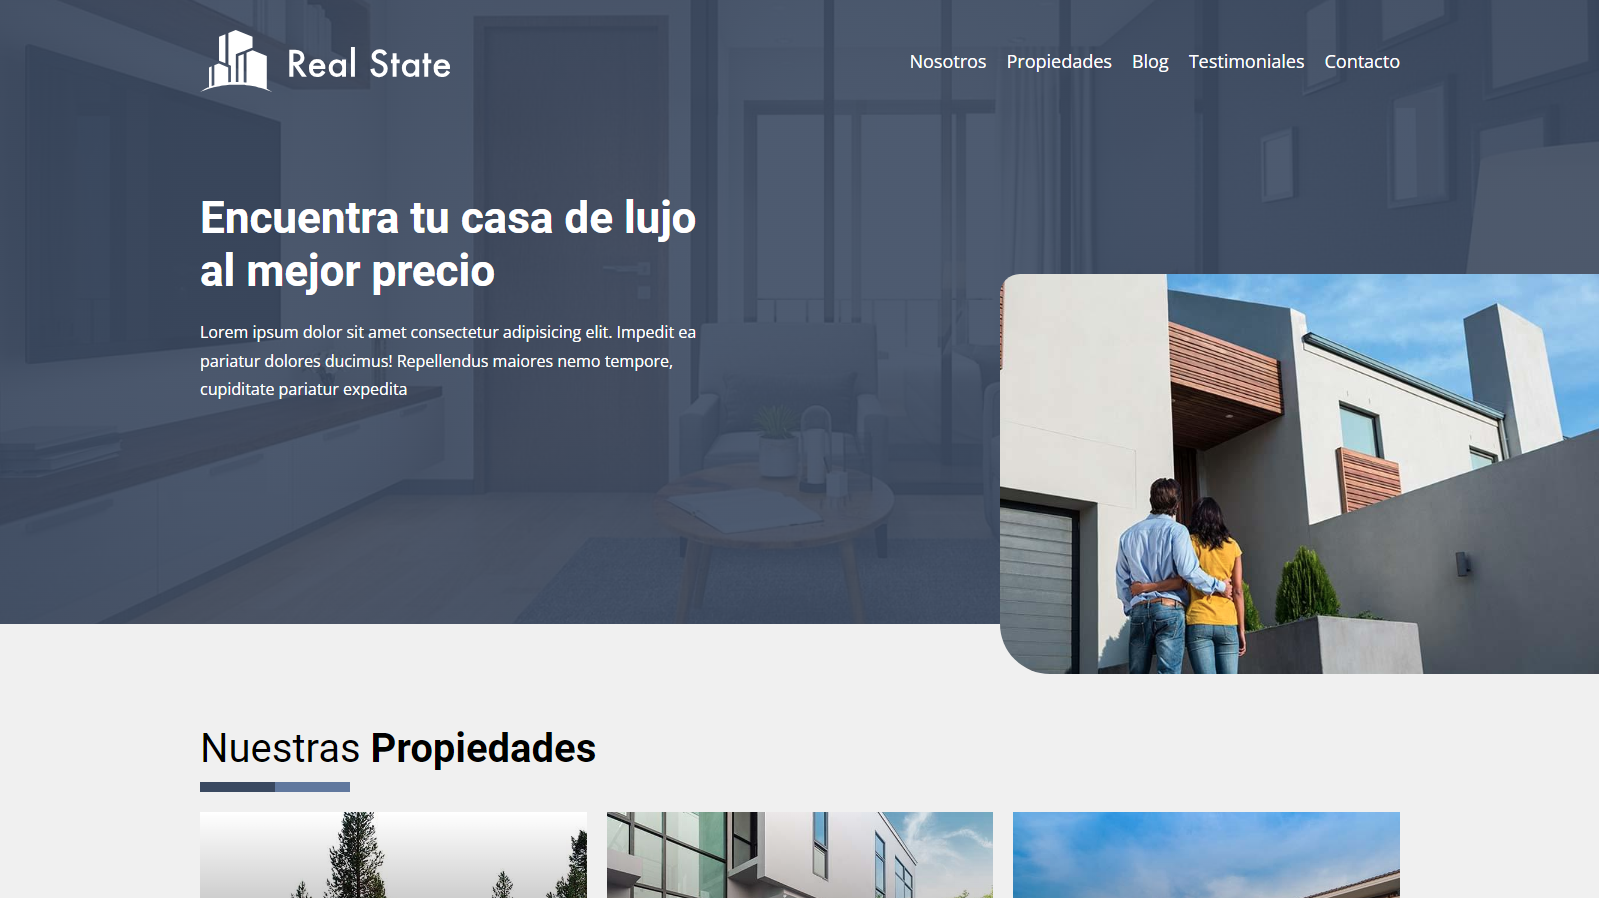 Real State
Nosotros Propiedades Blog Testimoniales Contacto
Encuentra tu casa de lujo
al mejor precio
Lorem ipsum dolor sit amet consectetur adipisicing elit. Impedit ea
pariatur dolores ducimus! Repellendus maiores nemo tempore,
cupiditate pariatur expedita
Nuestras Propiedades